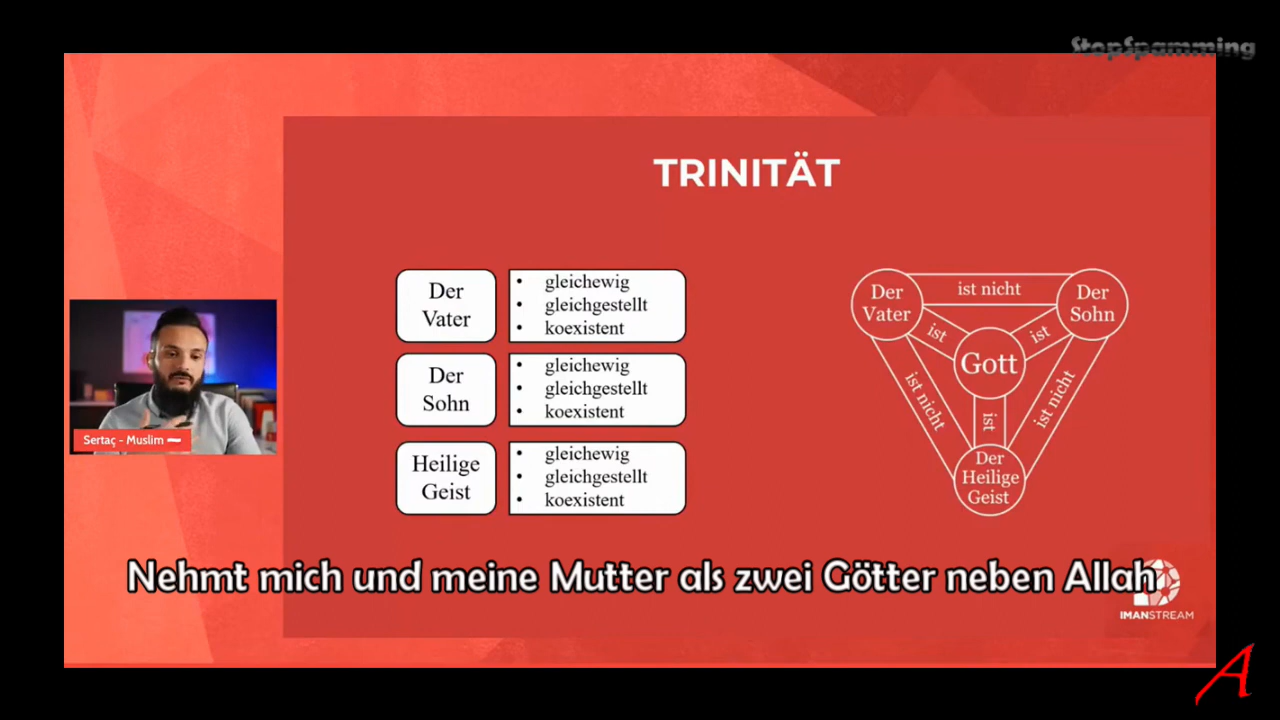 StopSpamming
TRINITÄT
Der
Vater
• gleichewig
• gleichgestellt
• koexistent
Der
Sohn
• gleichewig
• gleichgestellt
• koexistent
Heilige
Geist
• gleichewig
• gleichgestellt
• koexistent
Der
Vater
ist nicht
Der
Sohn
ist
ist
Gott
ist nicht
ist
ist nicht
Der
Heilige
Geist
Sertaç - Muslim
Nehmt mich und meine Mutter als zwei Götter neben Allah
IMANSTREAM
A